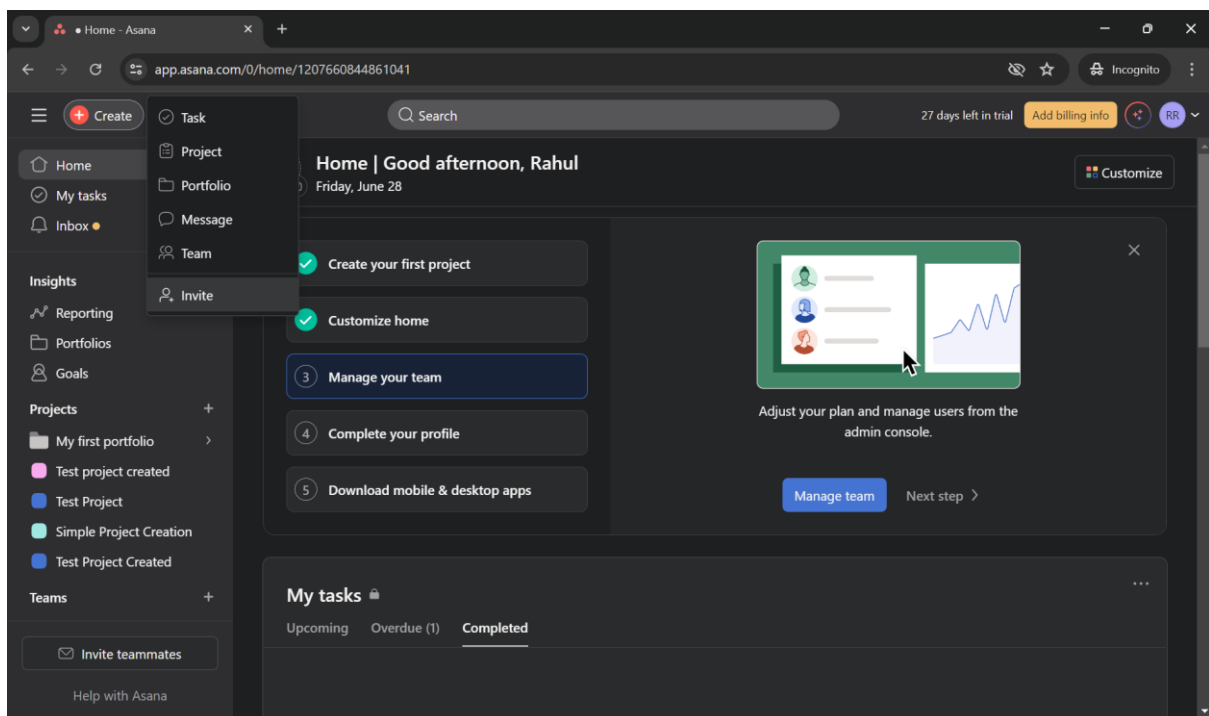 ● Home - Asana
app.asana.com/0/home/1207660844861041
Incognito
Create
Search
27 days left in trial
Add billing info
RR
Task
Project
Portfolio
Message
Team
Invite
Home
My tasks
Inbox
Insights
Reporting
Portfolios
Goals
Projects
My first portfolio
Test project created
Test Project
Simple Project Creation
Test Project Created
Teams
Invite teammates
Help with Asana
Home | Good afternoon, Rahul
Friday, June 28
Customize
Create your first project
Customize home
3 Manage your team
4 Complete your profile
5 Download mobile & desktop apps
Adjust your plan and manage users from the
admin console.
Manage team
Next step
My tasks
Upcoming
Overdue (1)
Completed